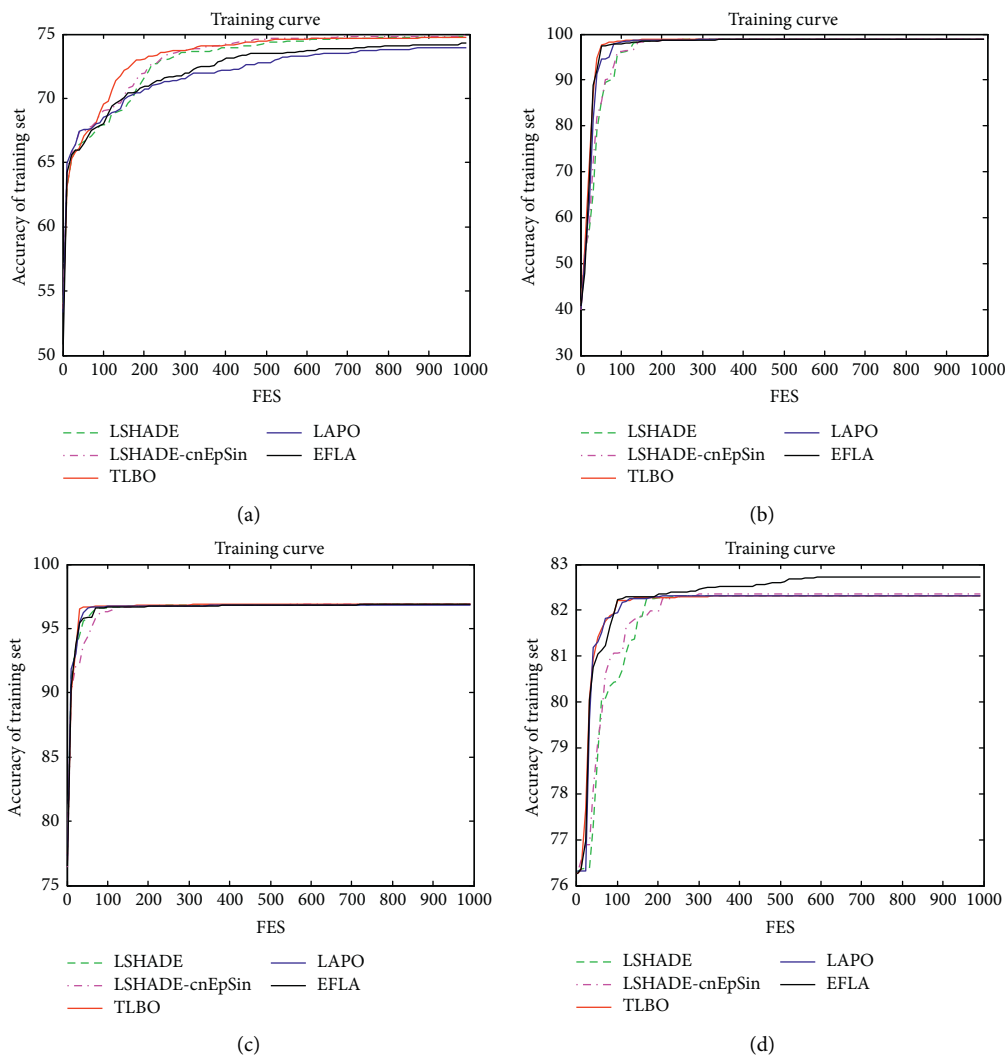 Training curve
75
70
65
60
55
50
Accuracy of training set
0 100 200 300 400 500 600 700 800 900 1000
FES
LSHADE
LSHADE-cnEpSin
TLBO
LAPO
EFLA
(a)
Training curve
100
90
80
70
60
50
40
30
Accuracy of training set
0 100 200 300 400 500 600 700 800 900 1000
FES
LSHADE
LSHADE-cnEpSin
TLBO
LAPO
EFLA
(b)
Training curve
100
95
90
85
80
75
Accuracy of training set
0 100 200 300 400 500 600 700 800 900 1000
FES
LSHADE
LSHADE-cnEpSin
TLBO
LAPO
EFLA
(c)
Training curve
83
82
81
80
79
78
77
76
Accuracy of training set
0 100 200 300 400 500 600 700 800 900 1000
FES
LSHADE
LSHADE-cnEpSin
TLBO
LAPO
EFLA
(d)